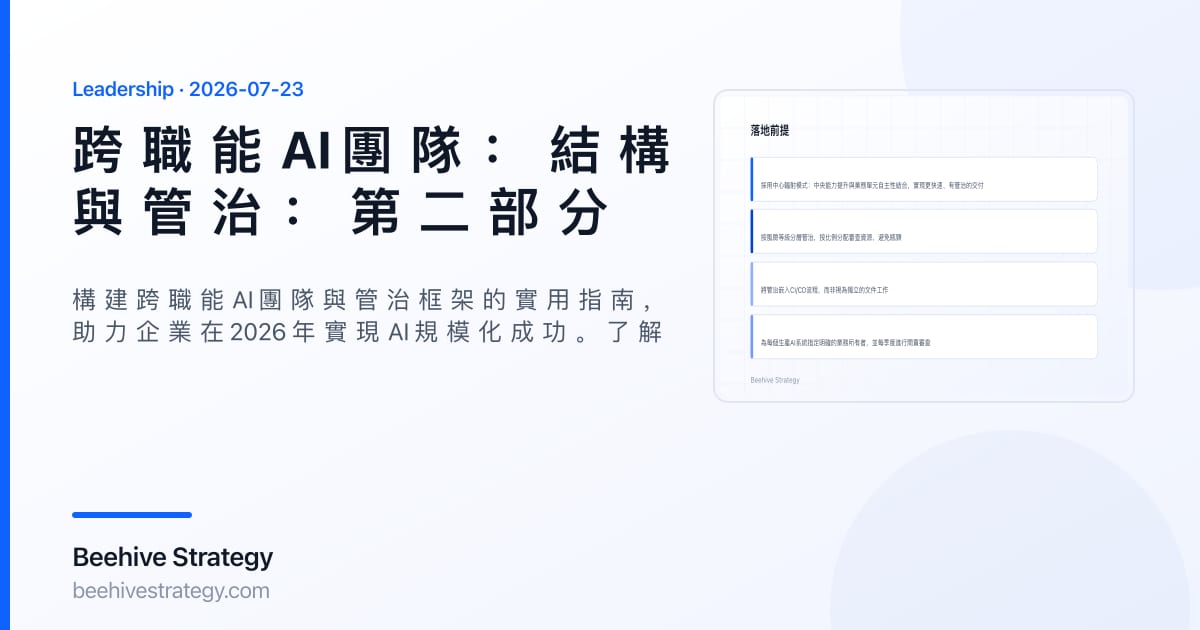 Leadership · 2026-07-23
跨職能AI團隊：結構
與管治：第二部分
構建跨職能AI團隊與管治框架的實用指南，
助力企業在2026年實現AI規模化成功。了解
Beehive Strategy
beehivestrategy.com
落地前提
採用中心輻射模式：中央能力提升與業務單元自主性結合，實現更快速、有管治的交付
按風險等級分層管治，按比例分配審查資源，避免瓶頸
將管治嵌入CI/CD流程，而非視為獨立的文件工作
為每個生產AI系統指定明確的業務所有者，並每季度進行問責審查
Beehive Strategy